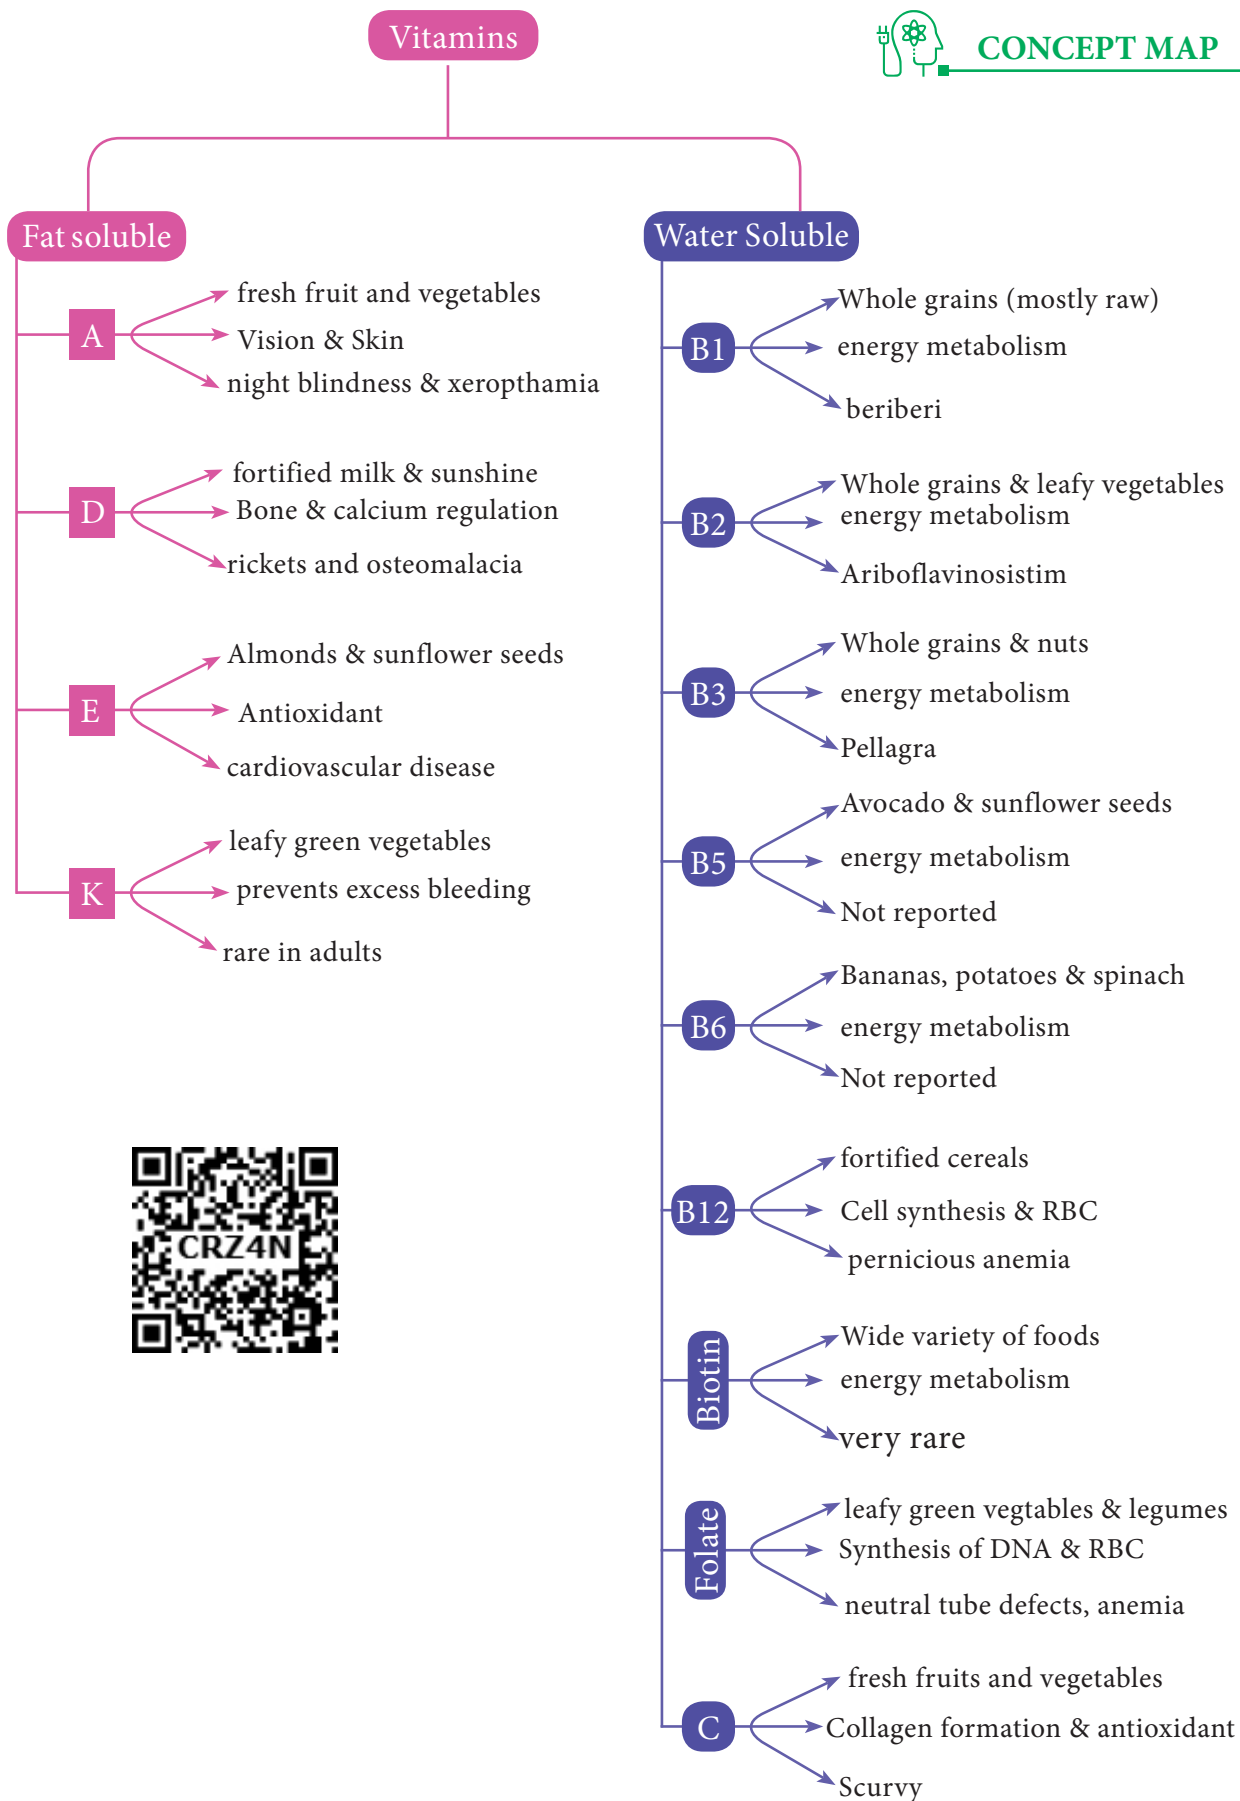 Vitamins
CONCEPT MAP
Fat soluble
A
fresh fruit and vegetables
Vision & Skin
night blindness & xeropthamia
D
fortified milk & sunshine
Bone & calcium regulation
rickets and osteomalacia
E
Almonds & sunflower seeds
Antioxidant
cardiovascular disease
K
leafy green vegetables
prevents excess bleeding
rare in adults
CRZ4N
Water Soluble
B1
Whole grains (mostly raw)
energy metabolism
beriberi
B2
Whole grains & leafy vegetables
energy metabolism
Ariboflavinosistim
B3
Whole grains & nuts
energy metabolism
Pellagra
B5
Avocado & sunflower seeds
energy metabolism
Not reported
B6
Bananas, potatoes & spinach
energy metabolism
Not reported
B12
fortified cereals
Cell synthesis & RBC
pernicious anemia
Biotin
Wide variety of foods
energy metabolism
very rare
Folate
leafy green vegtables & legumes
Synthesis of DNA & RBC
neutral tube defects, anemia
C
fresh fruits and vegetables
Collagen formation & antioxidant
Scurvy